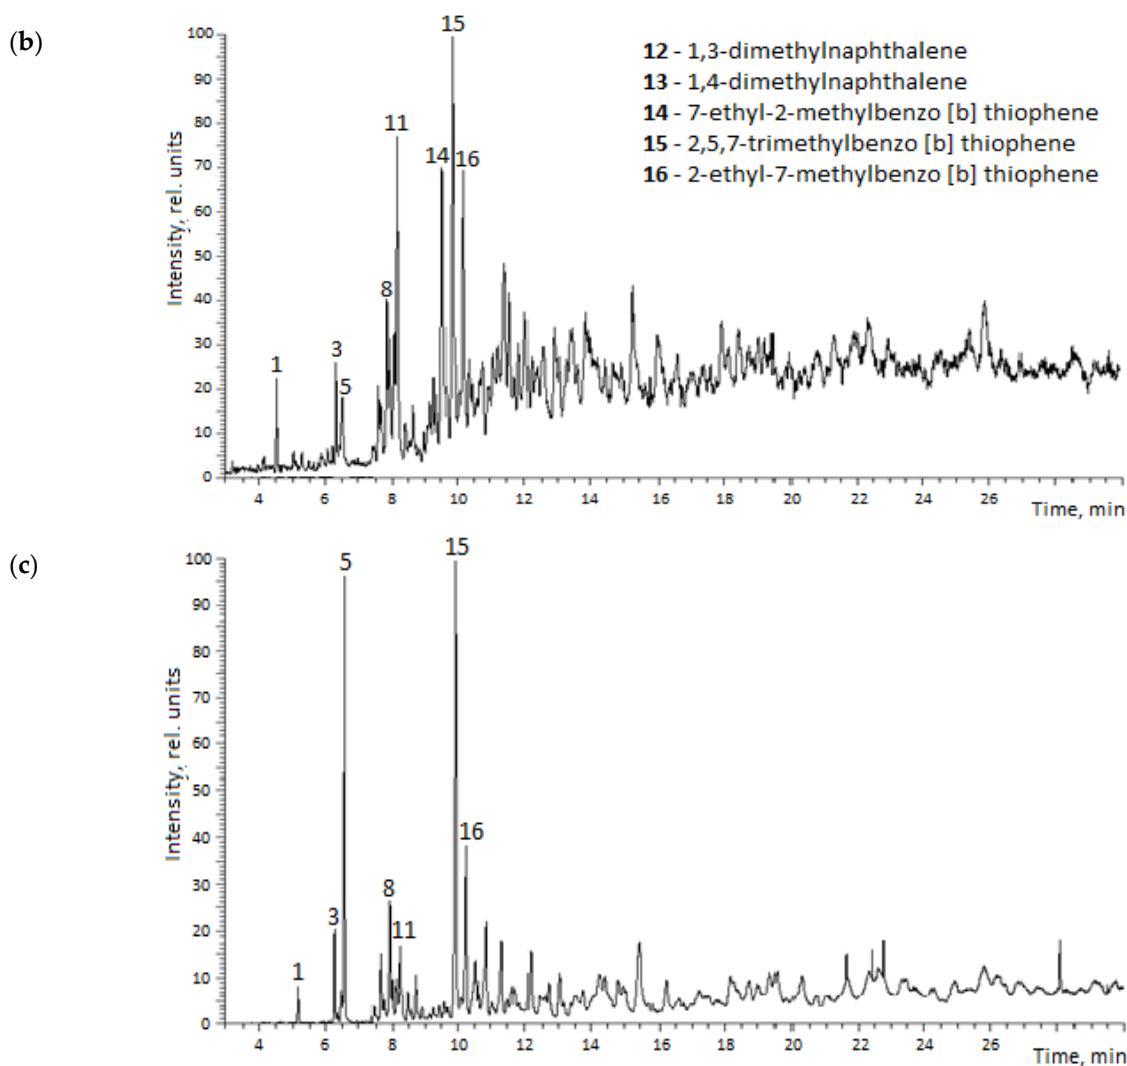 (b)
15
12 - 1,3-dimethylnaphthalene
13 - 1,4-dimethylnaphthalene
14 - 7-ethyl-2-methylbenzo [b] thiophene
15 - 2,5,7-trimethylbenzo [b] thiophene
16 - 2-ethyl-7-methylbenzo [b] thiophene
11
14
16
8
3
1
5
Intensity, rel. units
100
90
80
70
60
50
40
30
20
10
0
4 6 8 10 12 14 16 18 20 22 24 26
Time, min
(c)
5
15
16
8
3
11
1
Intensity, rel. units
100
90
80
70
60
50
40
30
20
10
0
4 6 8 10 12 14 16 18 20 22 24 26
Time, min